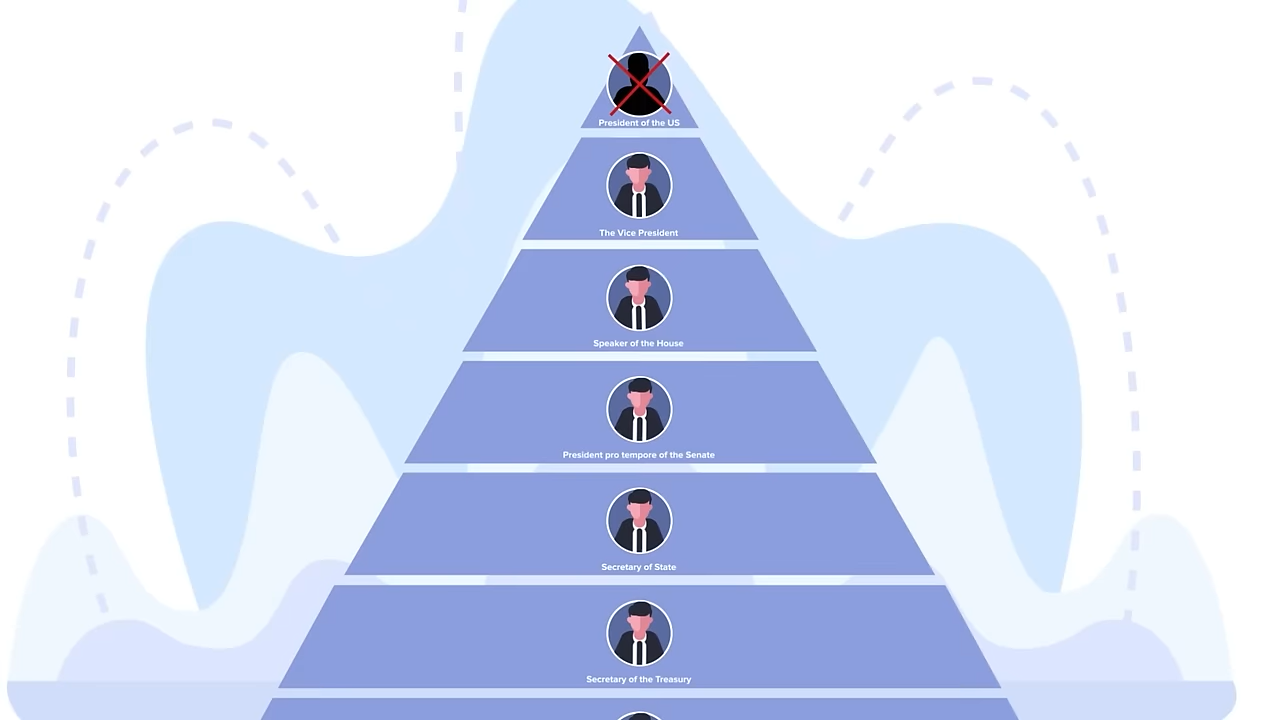 President of the US
The Vice President
Speaker of the House
President pro tempore of the Senate
Secretary of State
Secretary of the Treasury